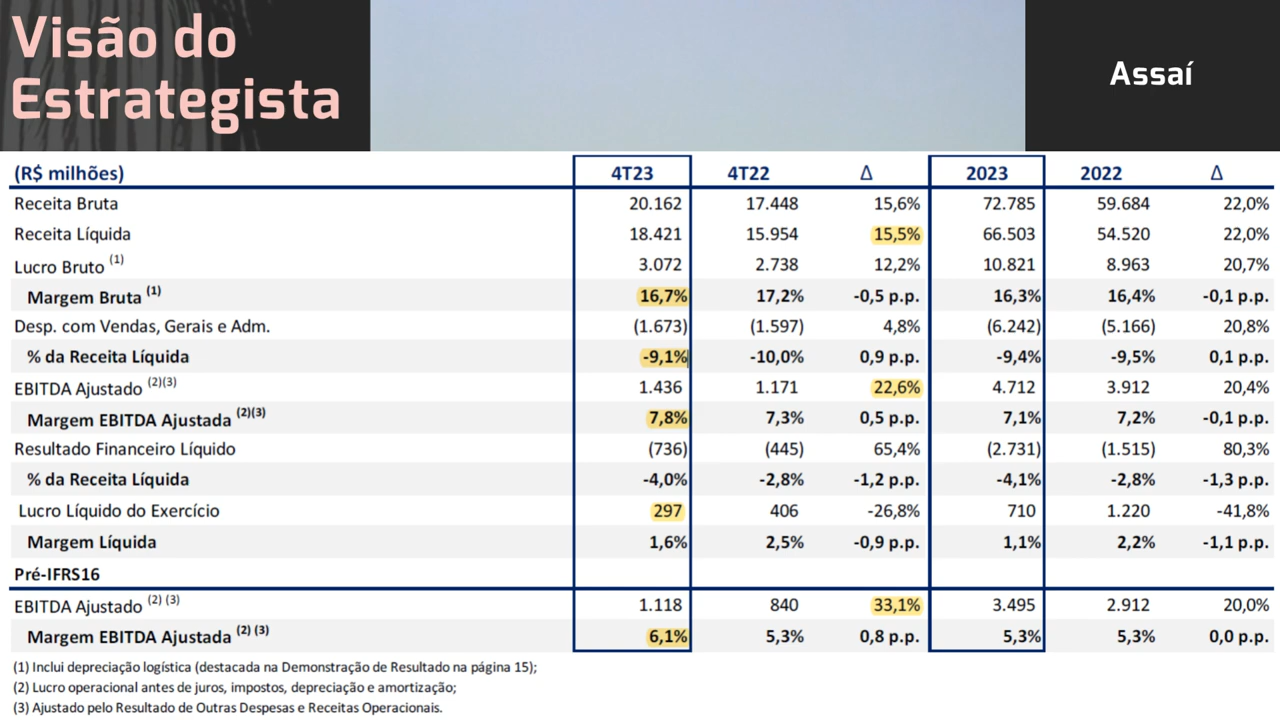 Visão do
Estrategista
Assaí
(R$ milhões) 4T23 4T22 Δ 2023 2022 Δ
Receita Bruta 20.162 17.448 15,6% 72.785 59.684 22,0%
Receita Líquida 18.421 15.954 15,5% 66.503 54.520 22,0%
Lucro Bruto (1) 3.072 2.738 12,2% 10.821 8.963 20,7%
Margem Bruta (1) 16,7% 17,2% -0,5 p.p. 16,3% 16,4% -0,1 p.p.
Desp. com Vendas, Gerais e Adm. (1.673) (1.597) 4,8% (6.242) (5.166) 20,8%
% da Receita Líquida -9,1% -10,0% 0,9 p.p. -9,4% -9,5% 0,1 p.p.
EBITDA Ajustado (2)(3) 1.436 1.171 22,6% 4.712 3.912 20,4%
Margem EBITDA Ajustada (2)(3) 7,8% 7,3% 0,5 p.p. 7,1% 7,2% -0,1 p.p.
Resultado Financeiro Líquido (736) (445) 65,4% (2.731) (1.515) 80,3%
% da Receita Líquida -4,0% -2,8% -1,2 p.p. -4,1% -2,8% -1,3 p.p.
Lucro Líquido do Exercício 297 406 -26,8% 710 1.220 -41,8%
Margem Líquida 1,6% 2,5% -0,9 p.p. 1,1% 2,2% -1,1 p.p.
Pré-IFRS16
EBITDA Ajustado (2) (3) 1.118 840 33,1% 3.495 2.912 20,0%
Margem EBITDA Ajustada (2) (3) 6,1% 5,3% 0,8 p.p. 5,3% 5,3% 0,0 p.p.
(1) Inclui depreciação logística (destacada na Demonstração de Resultado na página 15);
(2) Lucro operacional antes de juros, impostos, depreciação e amortização;
(3) Ajustado pelo Resultado de Outras Despesas e Receitas Operacionais.